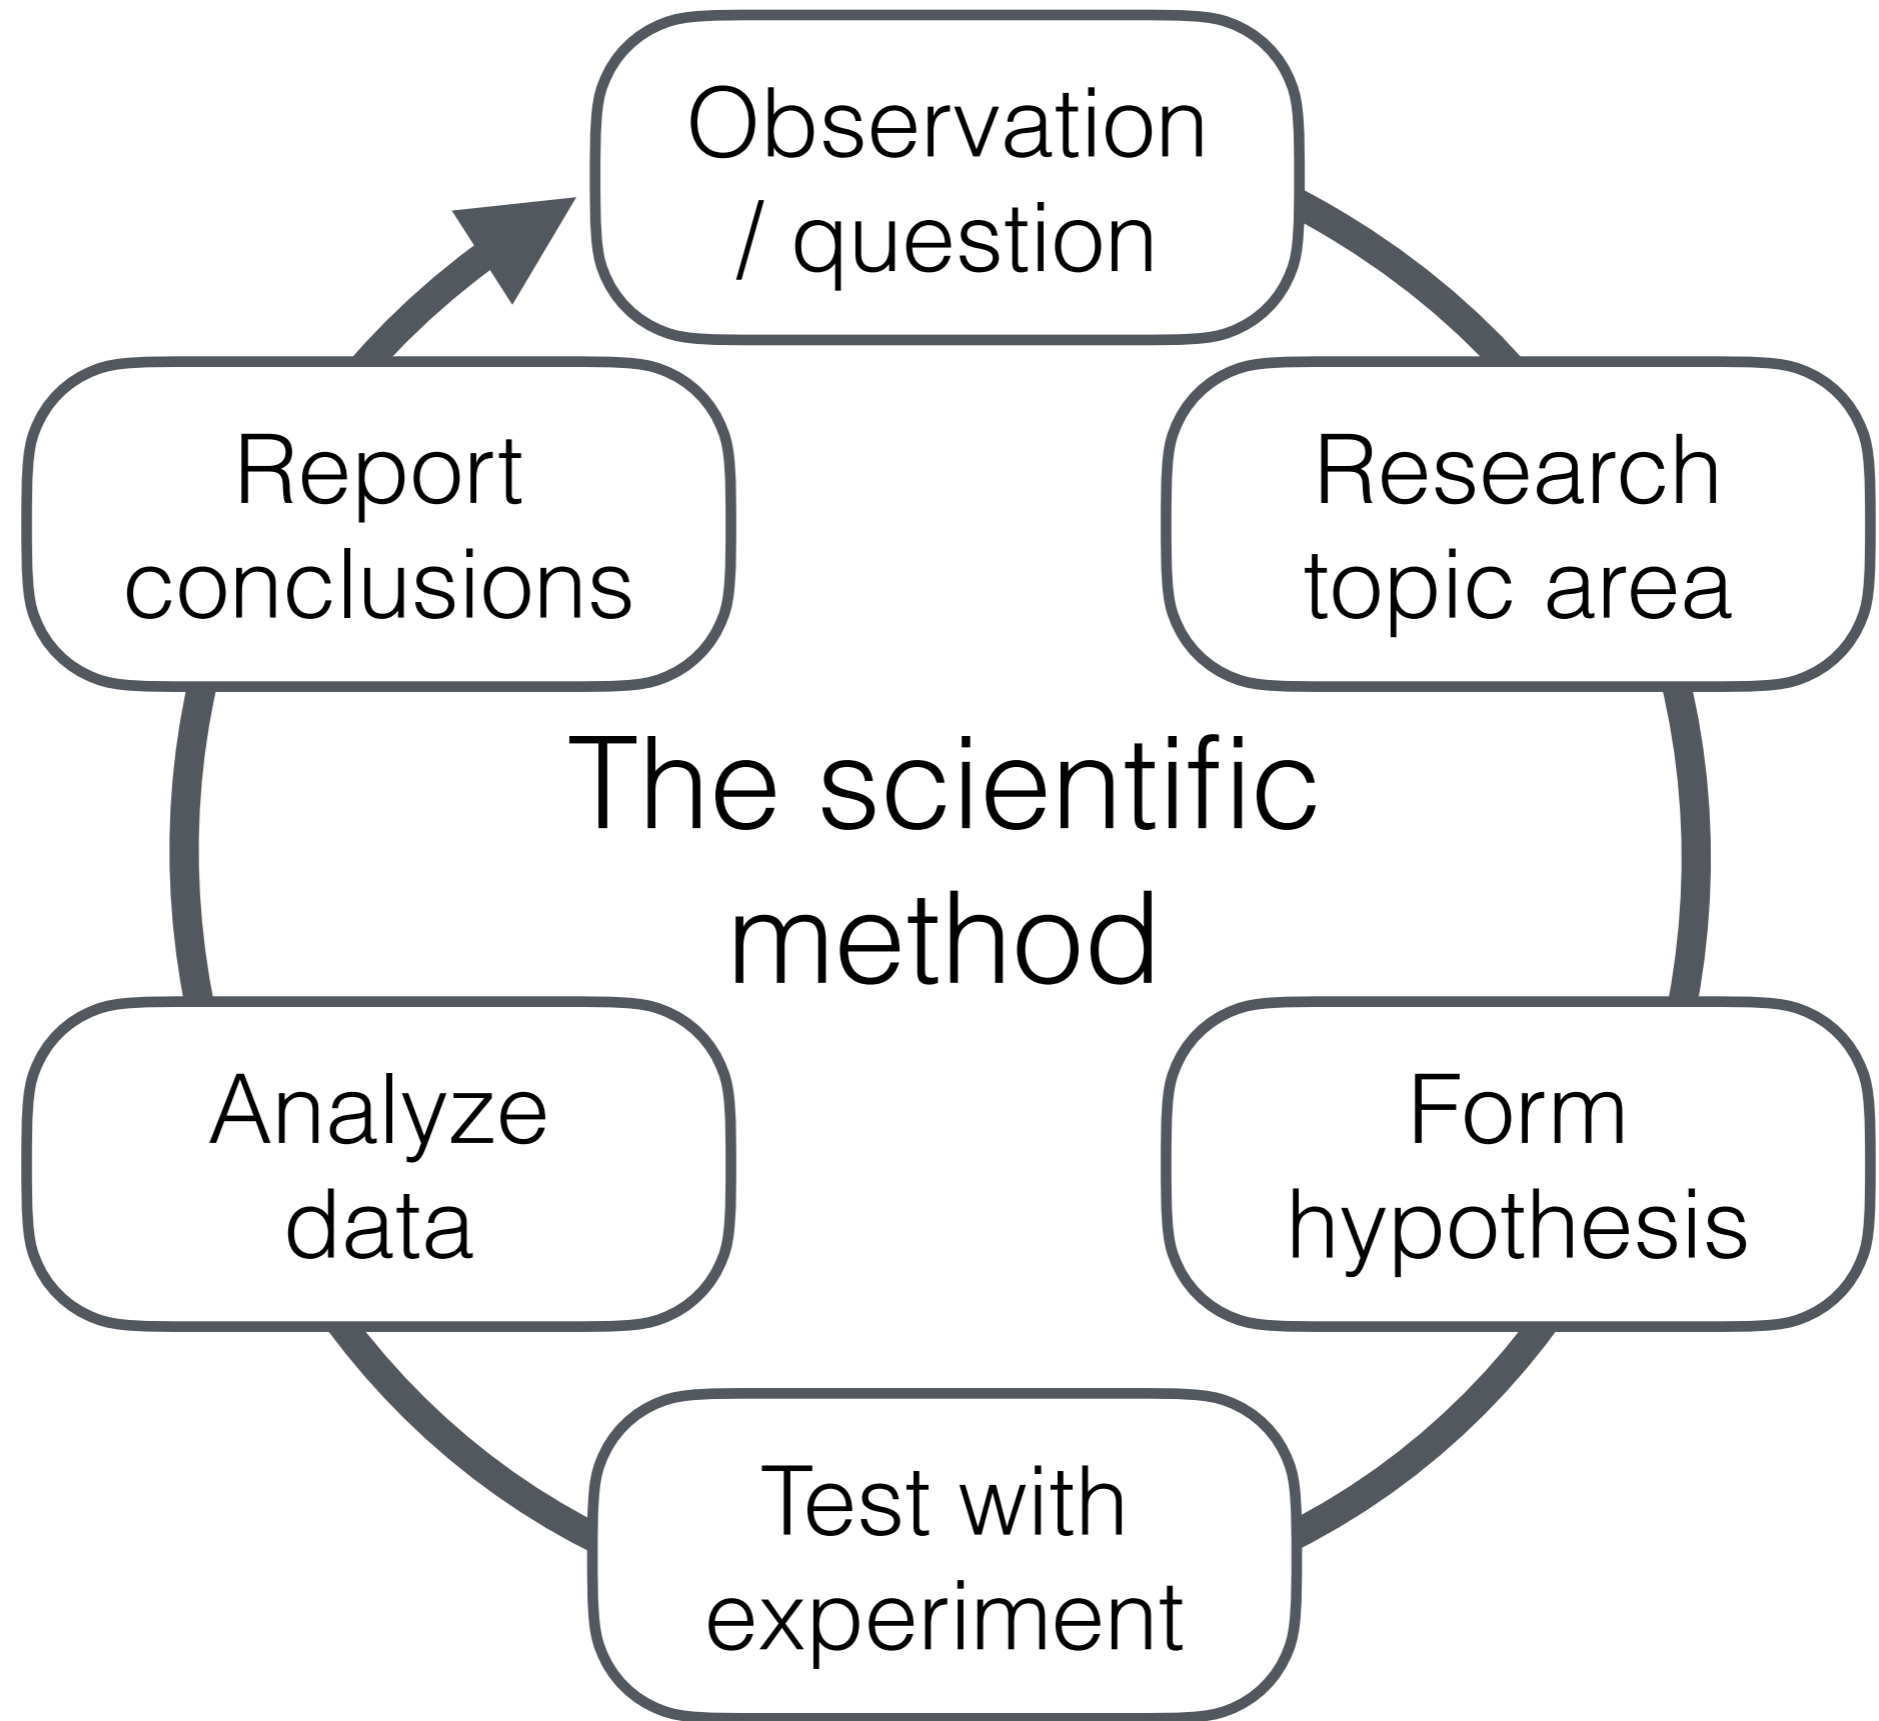 Observation
/ question
Research
topic area
Form
hypothesis
Test with
experiment
Analyze
data
Report
conclusions
The scientific
method